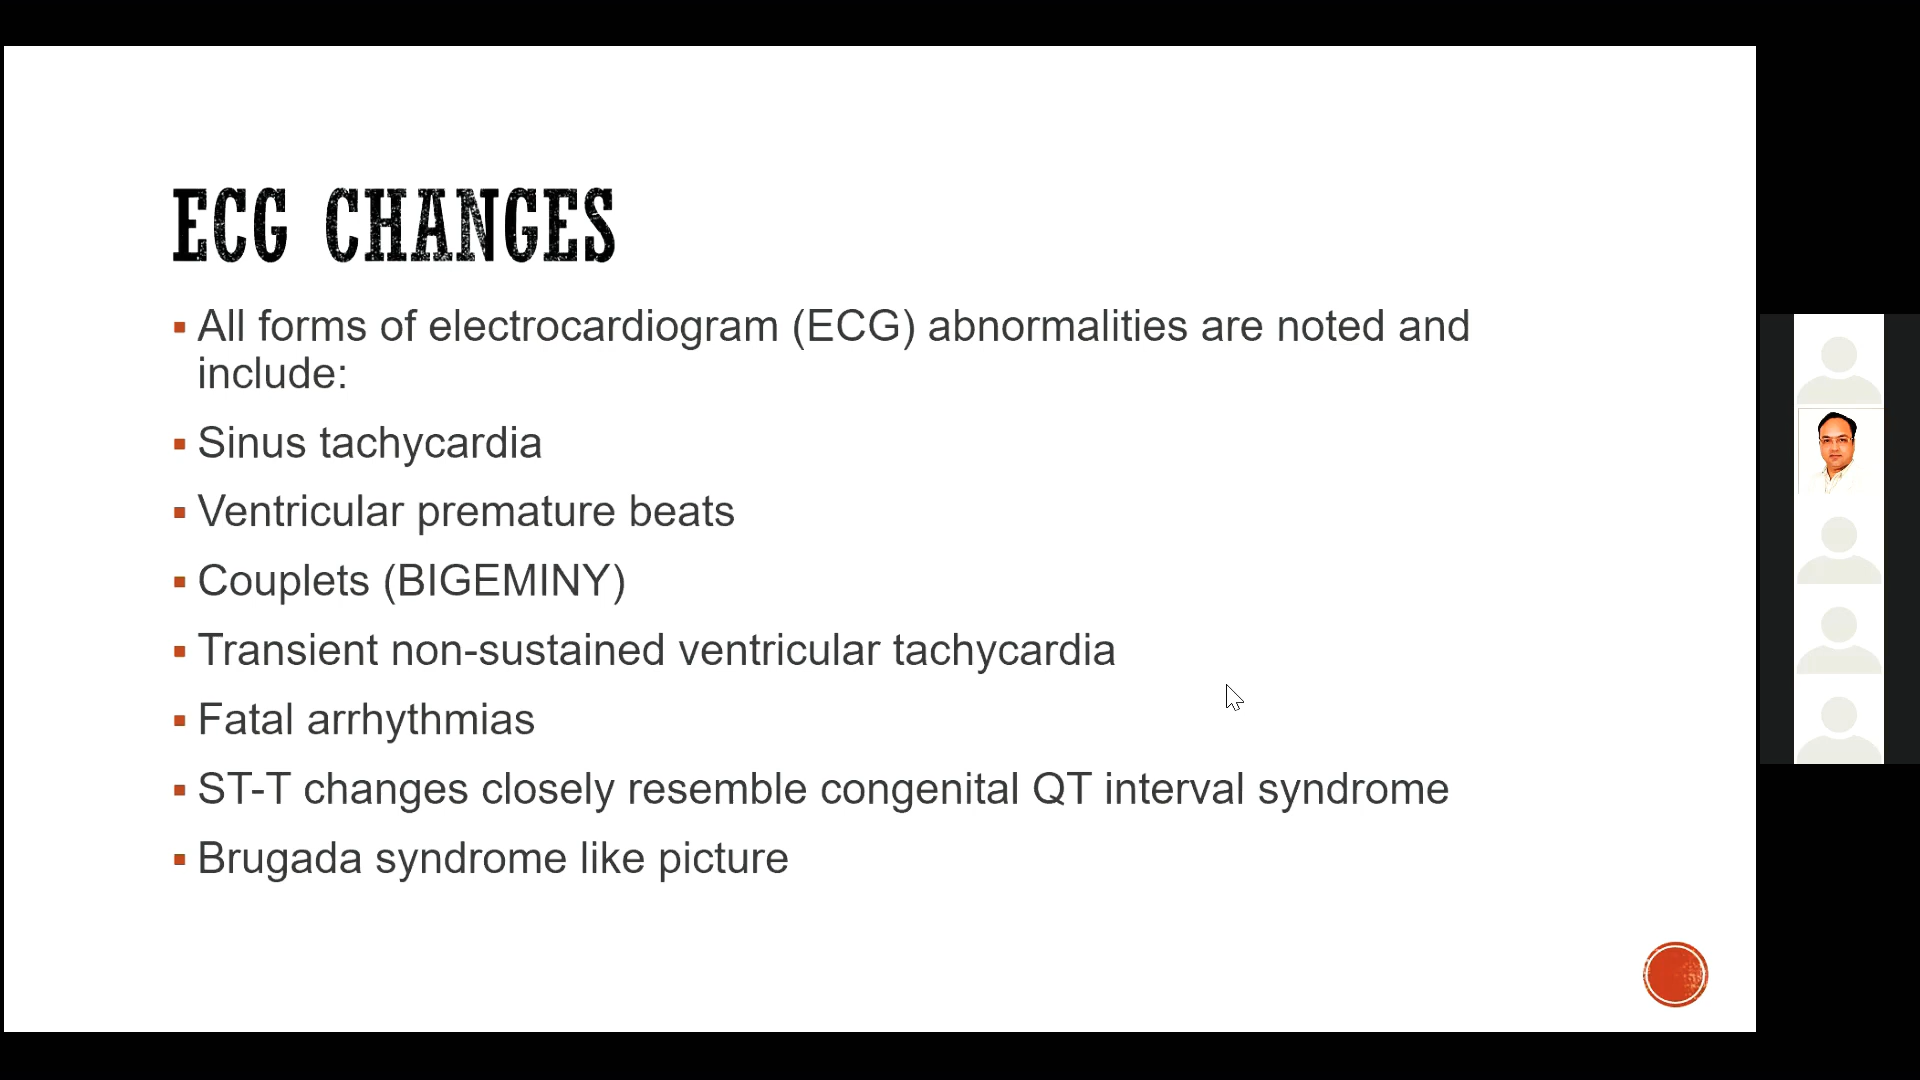 ECG CHANGES
All forms of electrocardiogram (ECG) abnormalities are noted and
include:
Sinus tachycardia
Ventricular premature beats
Couplets (BIGEMINY)
Transient non-sustained ventricular tachycardia
Fatal arrhythmias
ST-T changes closely resemble congenital QT interval syndrome
Brugada syndrome like picture